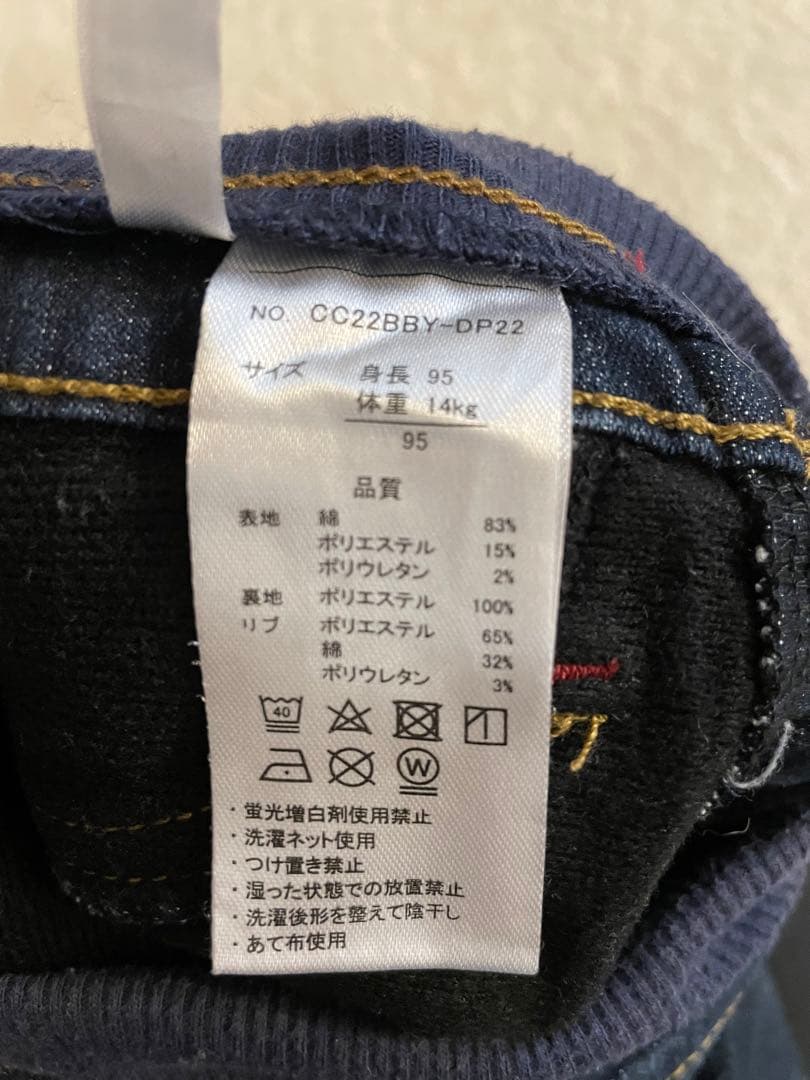 NO. CC22BBY-DP22
サイズ 身長 95
体重 14kg
95
品質
表地 綿 83%
ポリエステル 15%
ポリウレタン 2%
裏地 ポリエステル 100%
リブ ポリエステル 65%
綿 32%
ポリウレタン 3%
40
W
・蛍光増白剤使用禁止
・洗濯ネット使用
・つけ置き禁止
・湿った状態での放置禁止
・洗濯後形を整えて陰干し
・あて布使用